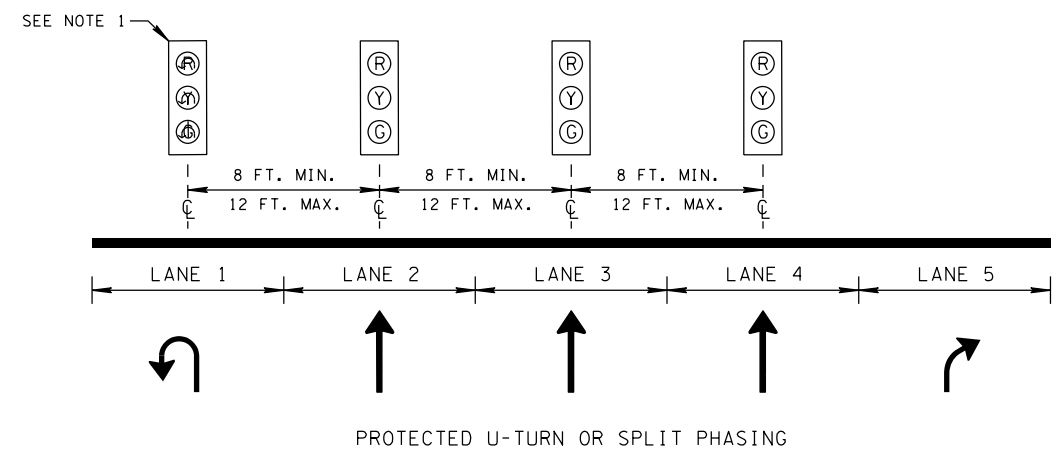 SEE NOTE 1
R R R R
Y Y Y Y
G G G G
8 FT. MIN. 8 FT. MIN. 8 FT. MIN.
12 FT. MAX. 12 FT. MAX. 12 FT. MAX.
℄ ℄ ℄ ℄
LANE 1 LANE 2 LANE 3 LANE 4 LANE 5
PROTECTED U-TURN OR SPLIT PHASING